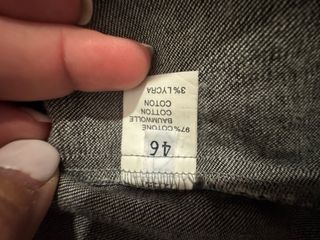 46
97% COTONE
BAUMWOLLE
COTTON
COTON
3% LYCRA